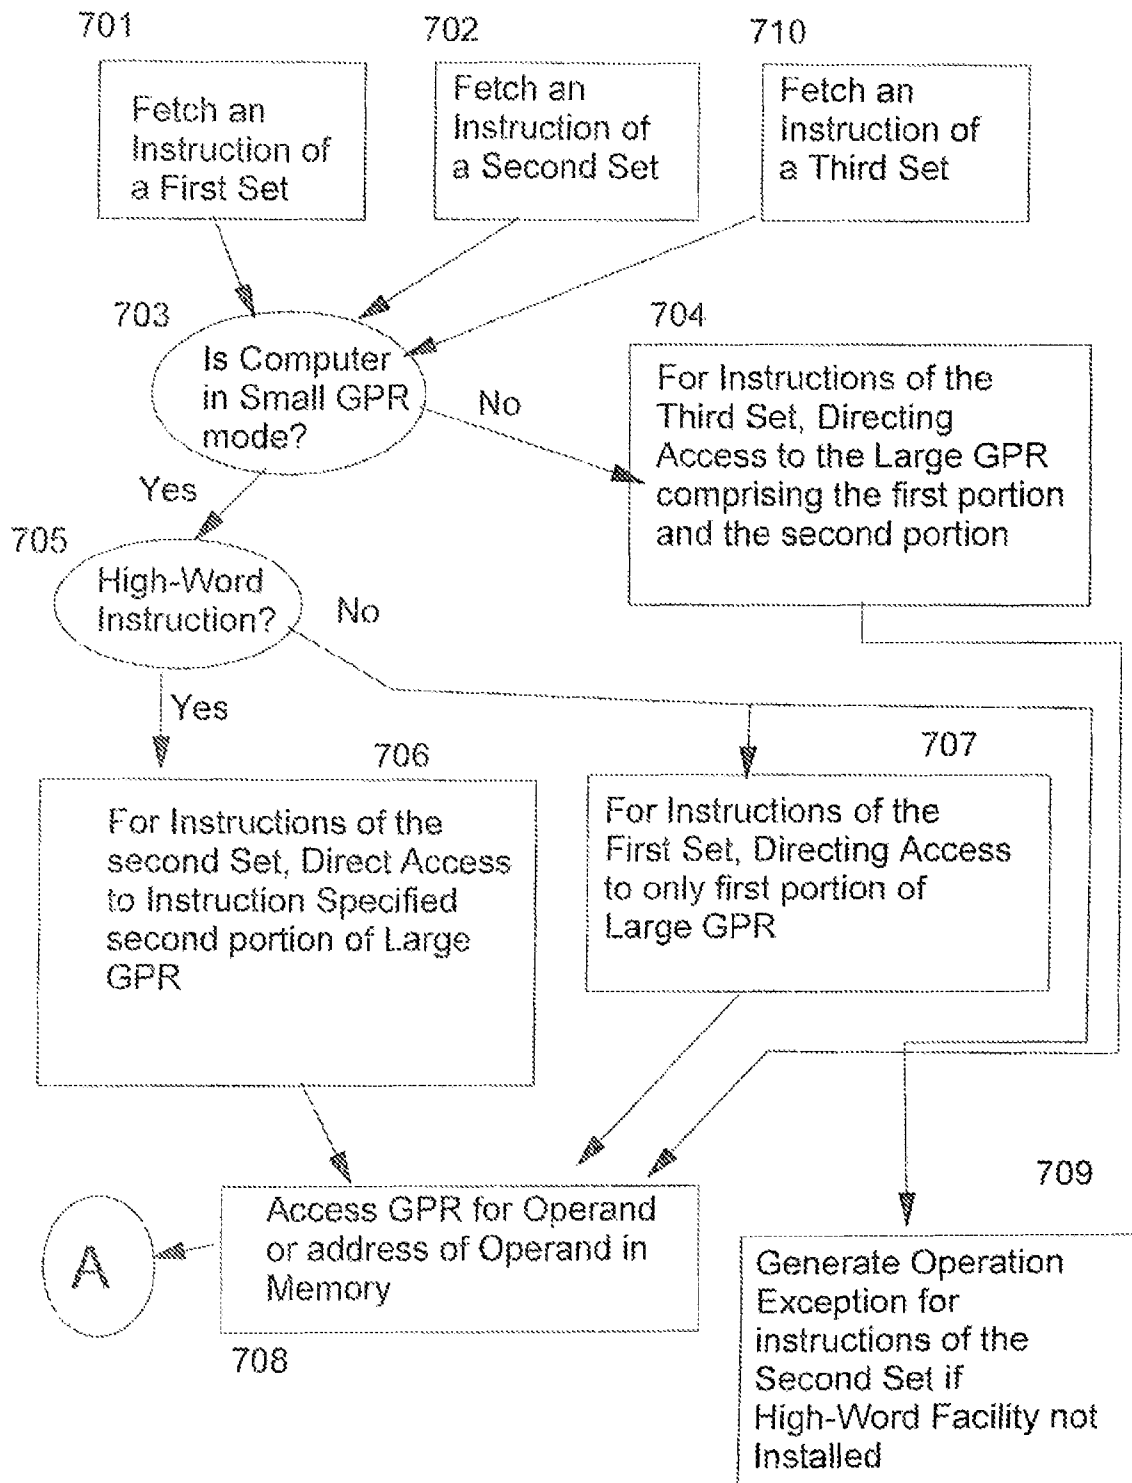 701
Fetch an
Instruction of
a First Set
702
Fetch an
Instruction of
a Second Set
710
Fetch an
Instruction of
a Third Set
703
Is Computer
in Small GPR
mode?
No
Yes
704
For Instructions of the
Third Set, Directing
Access to the Large GPR
comprising the first portion
and the second portion
705
High-Word
Instruction?
No
Yes
706
For Instructions of the
second Set, Direct Access
to Instruction Specified
second portion of Large
GPR
707
For Instructions of the
First Set, Directing Access
to only first portion of
Large GPR
A
Access GPR for Operand
or address of Operand in
Memory
708
709
Generate Operation
Exception for
instructions of the
Second Set if
High-Word Facility not
Installed